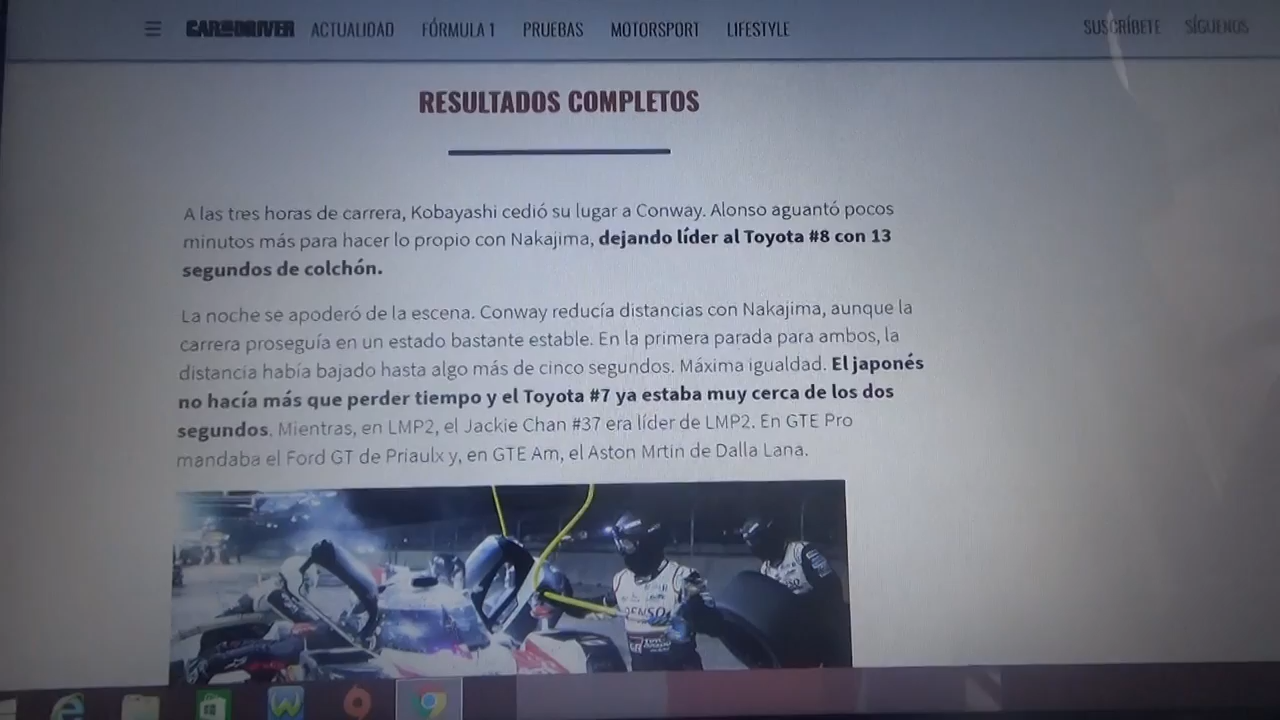 CAR AND DRIVER ACTUALIDAD FÓRMULA 1 PRUEBAS MOTORSPORT LIFESTYLE SUSCRÍBETE SÍGUENOS
RESULTADOS COMPLETOS
A las tres horas de carrera, Kobayashi cedió su lugar a Conway. Alonso aguantó pocos
minutos más para hacer lo propio con Nakajima, dejando líder al Toyota #8 con 13
segundos de colchón.
La noche se apoderó de la escena. Conway reducía distancias con Nakajima, aunque la
carrera proseguía en un estado bastante estable. En la primera parada para ambos, la
distancia había bajado hasta algo más de cinco segundos. Máxima igualdad. El japonés
no hacía más que perder tiempo y el Toyota #7 ya estaba muy cerca de los dos
segundos. Mientras, en LMP2, el Jackie Chan #37 era líder de LMP2. En GTE Pro
mandaba el Ford GT de Priaulx y, en GTE Am, el Aston Mrtin de Dalla Lana.
DENSO